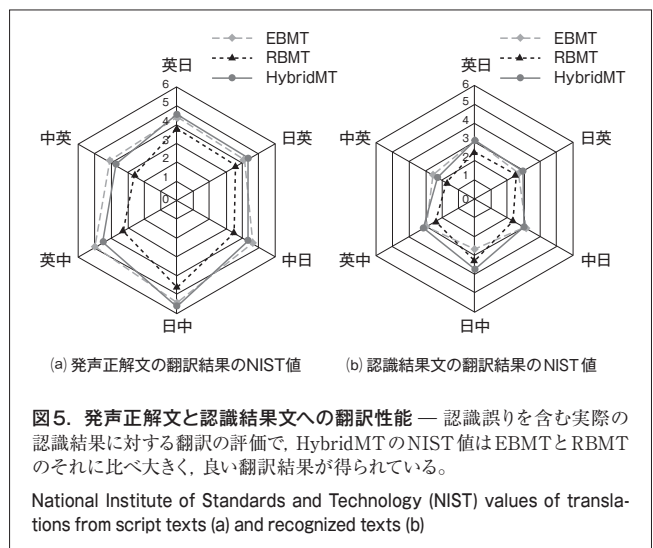 EBMT
RBMT
HybridMT
英日
6
5
4
3
2
1
0
日英
中日
日中
英中
中英
(a) 発声正解文の翻訳結果のNIST値
EBMT
RBMT
HybridMT
英日
6
5
4
3
2
1
0
日英
中日
日中
英中
中英
(b) 認識結果文の翻訳結果のNIST値
図5. 発声正解文と認識結果文への翻訳性能 — 認識誤りを含む実際の
認識結果に対する翻訳の評価で, HybridMTのNIST値はEBMTとRBMT
のそれに比べ大きく, 良い翻訳結果が得られている。
National Institute of Standards and Technology (NIST) values of transla-
tions from script texts (a) and recognized texts (b)